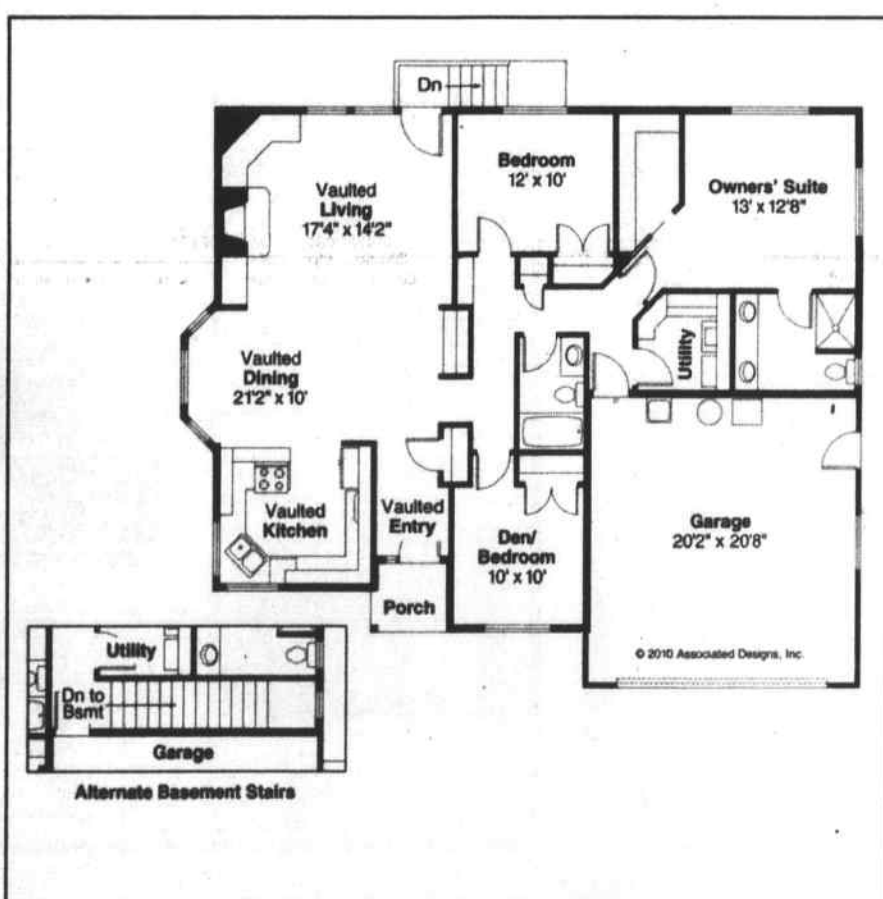 Dn
Bedroom
12' x 10'
Owners' Suite
13' x 12'8"
Vaulted
Living
17'4" x 14'2"
Vaulted
Dining
21'2" x 10'
Utility
Vaulted
Kitchen
Vaulted
Entry
Den/
Bedroom
10' x 10'
Garage
20'2" x 20'8"
Porch
© 2010 Associated Designs, Inc.
Utility
Dn to
Bsmt
Garage
Alternate Basement Stairs